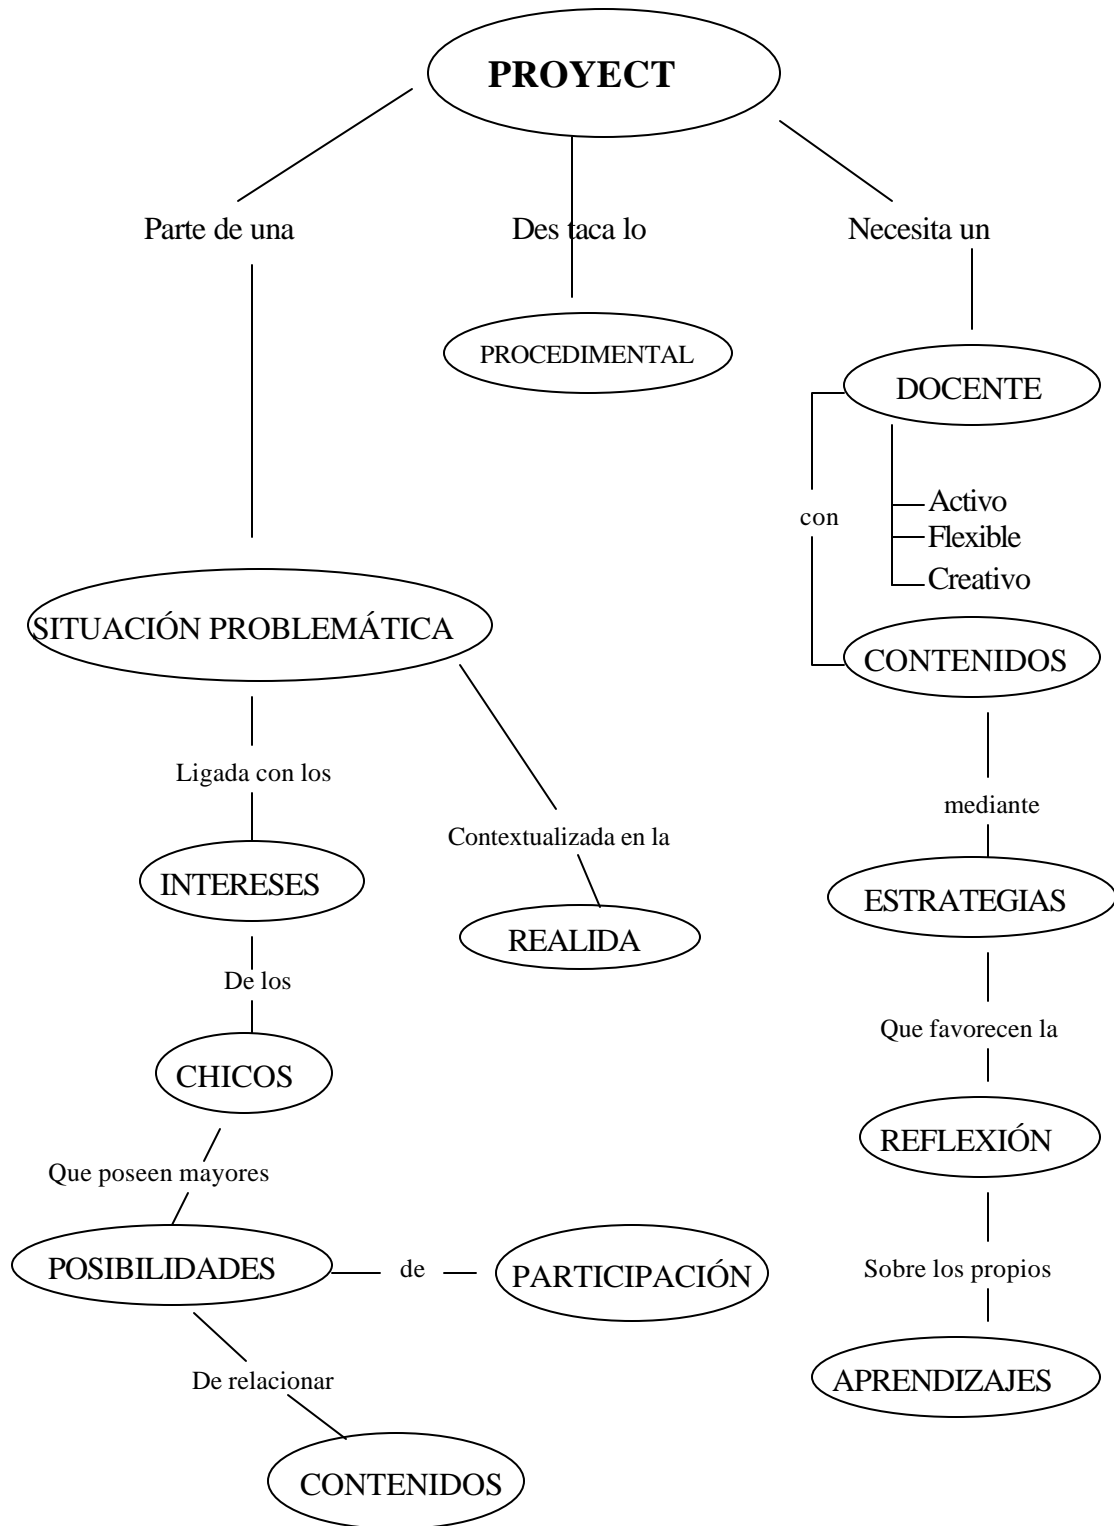 PROYECT
Parte de una
Des taca lo
Necesita un
PROCEDIMENTAL
DOCENTE
con
Activo
Flexible
Creativo
SITUACIÓN PROBLEMÁTICA
CONTENIDOS
Ligada con los
mediante
Contextualizada en la
INTERESES
ESTRATEGIAS
REALIDA
De los
Que favorecen la
CHICOS
REFLEXIÓN
Que poseen mayores
POSIBILIDADES
de
PARTICIPACIÓN
Sobre los propios
De relacionar
APRENDIZAJES
CONTENIDOS